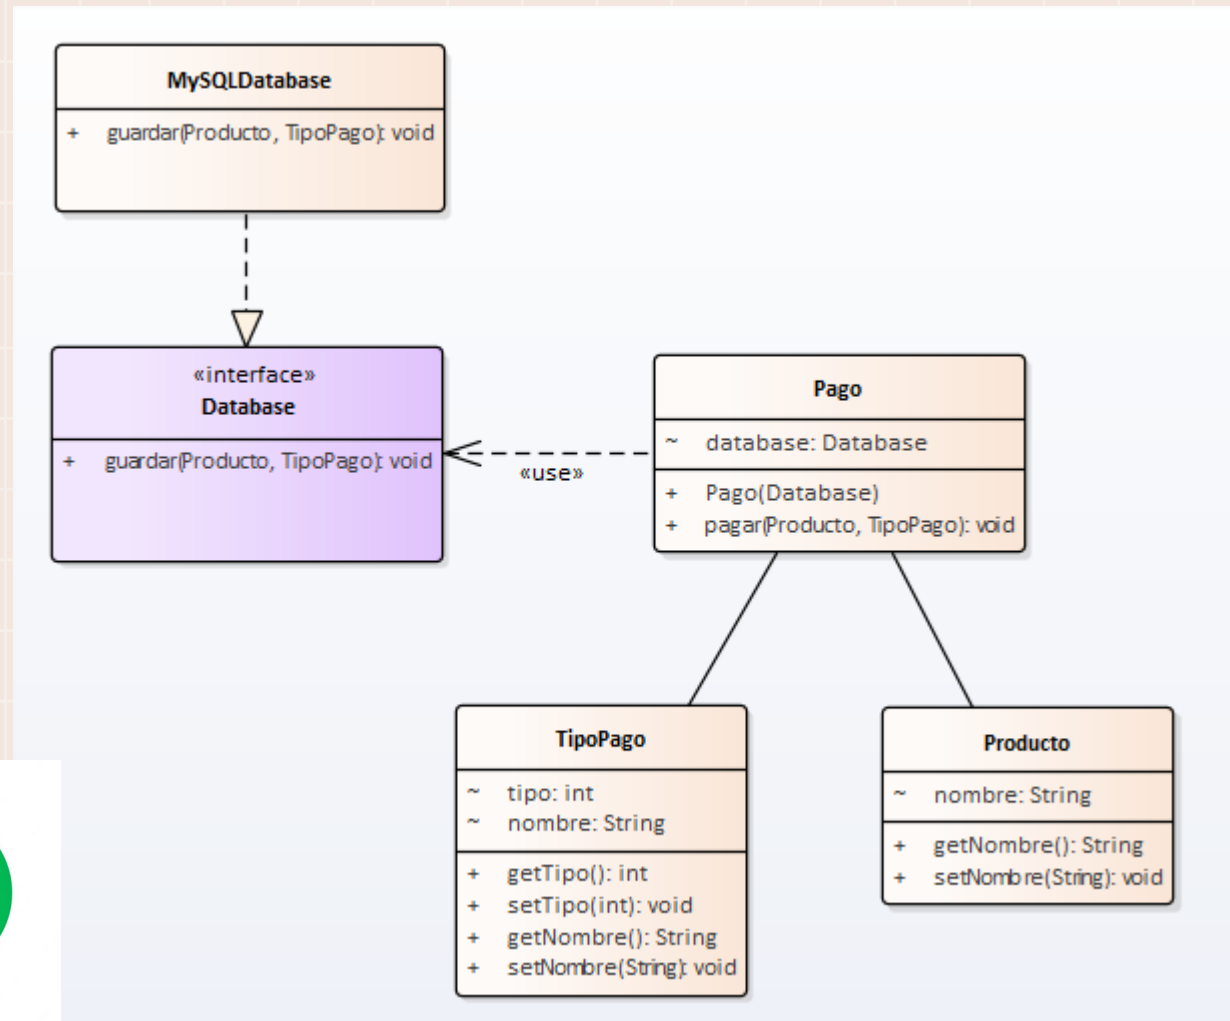 MySQLDatabase
+ guardar(Producto, TipoPago): void
«interface»
Database
+ guardar(Producto, TipoPago): void
«use»
Pago
~ database: Database
+ Pago(Database)
+ pagar(Producto, TipoPago): void
TipoPago
~ tipo: int
~ nombre: String
+ getTipo(): int
+ setTipo(int): void
+ getNombre(): String
+ setNombre(String): void
Producto
~ nombre: String
+ getNombre(): String
+ setNombre(String): void